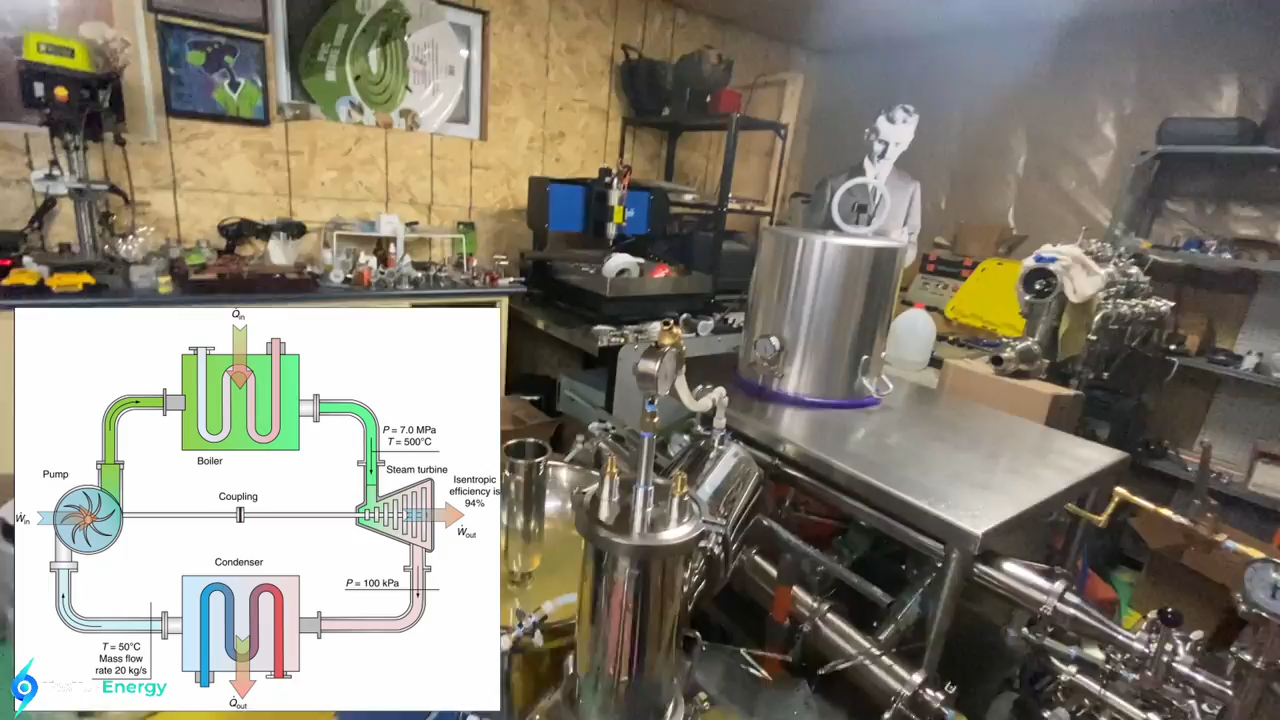 Q̇in
P = 7.0 MPa
T = 500°C
Boiler
Steam turbine
Pump
Isentropic
efficiency is
94%
Coupling
Ẇin
Ẇout
Condenser
P = 100 kPa
T = 50°C
Mass flow
rate 20 kg/s
Energy
Q̇out